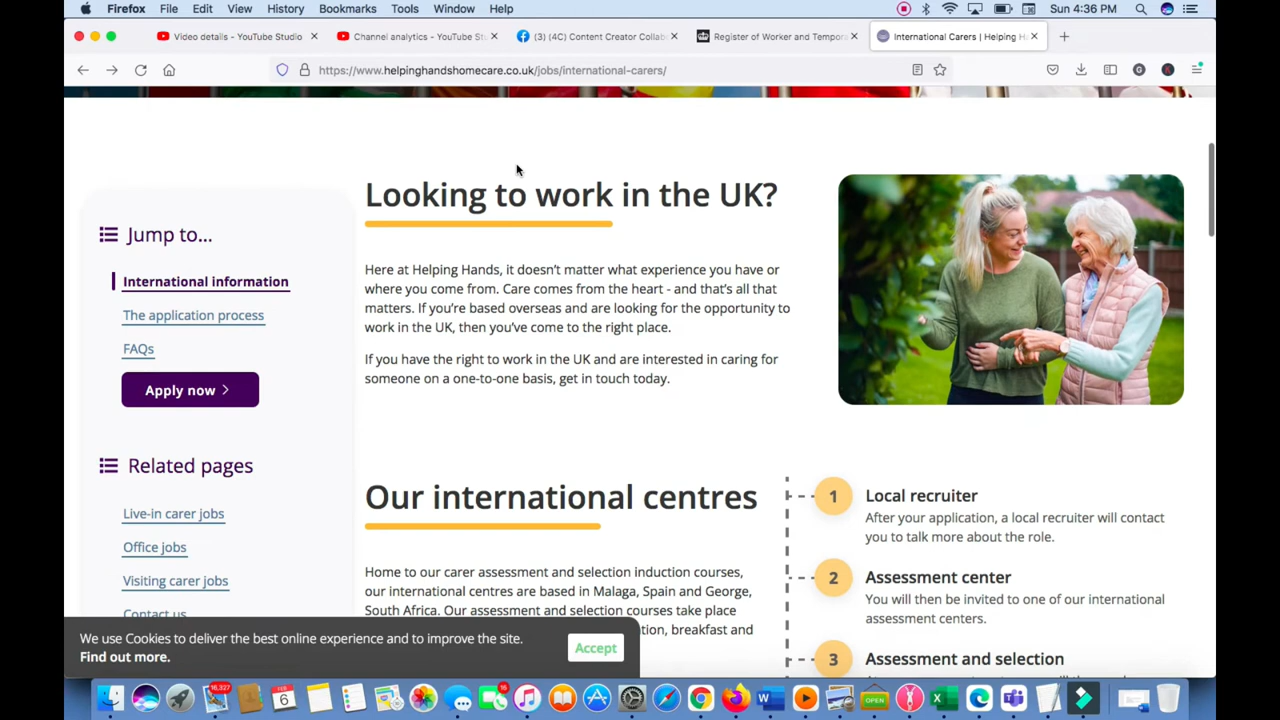 Firefox File Edit View History Bookmarks Tools Window Help Sun 4:36 PM
Video details - YouTube Studio
Channel analytics - YouTube Stu
(3) (4C) Content Creator Collab
Register of Worker and Tempora
International Carers | Helping H
https://www.helpinghandshomecare.co.uk/jobs/international-carers/
G
Jump to...
International information
The application process
FAQs
Apply now
Related pages
Live-in carer jobs
Office jobs
Visiting carer jobs
Contact us
Looking to work in the UK?
Here at Helping Hands, it doesn't matter what experience you have or
where you come from. Care comes from the heart - and that's all that
matters. If you're based overseas and are looking for the opportunity to
work in the UK, then you've come to the right place.
If you have the right to work in the UK and are interested in caring for
someone on a one-to-one basis, get in touch today.
Our international centres
Home to our carer assessment and selection induction courses,
our international centres are based in Malaga, Spain and George,
South Africa. Our assessment and selection courses take place
tion, breakfast and
1 Local recruiter
After your application, a local recruiter will contact
you to talk more about the role.
2 Assessment center
You will then be invited to one of our international
assessment centers.
3 Assessment and selection
We use Cookies to deliver the best online experience and to improve the site.
Find out more.
Accept
16,327
FEB
6
16
OPEN